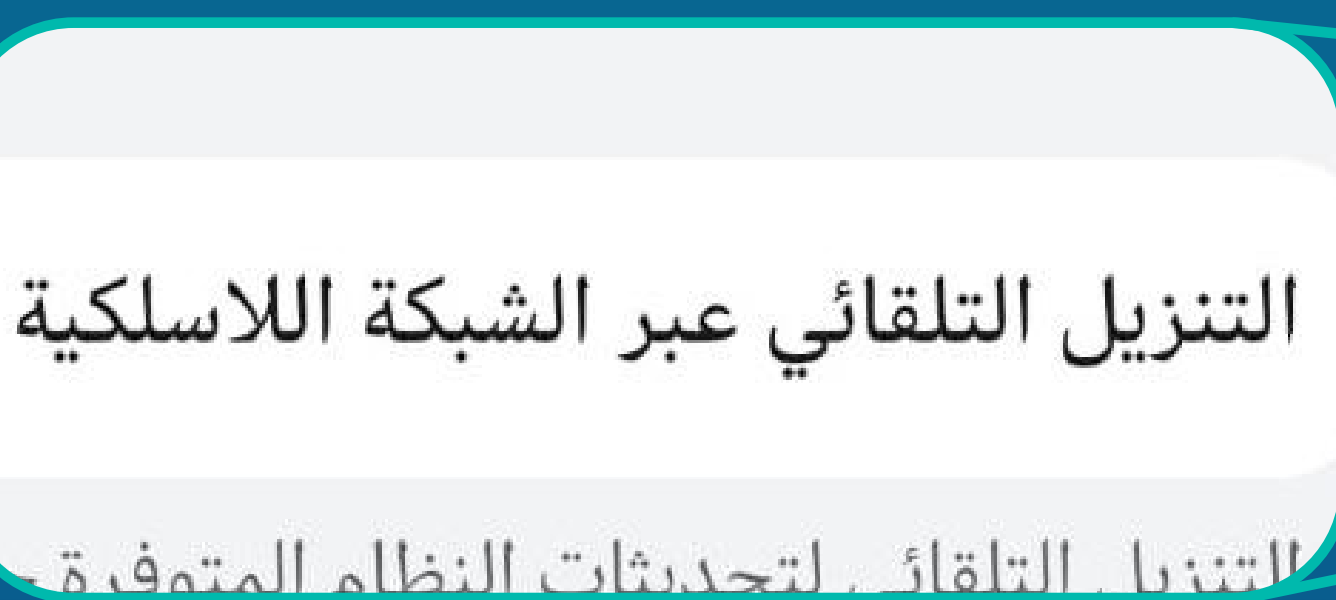 التنزيل التلقائي عبر الشبكة اللاسلكية
التنزيل التلقائي لتحديثات النظام المتوفرة